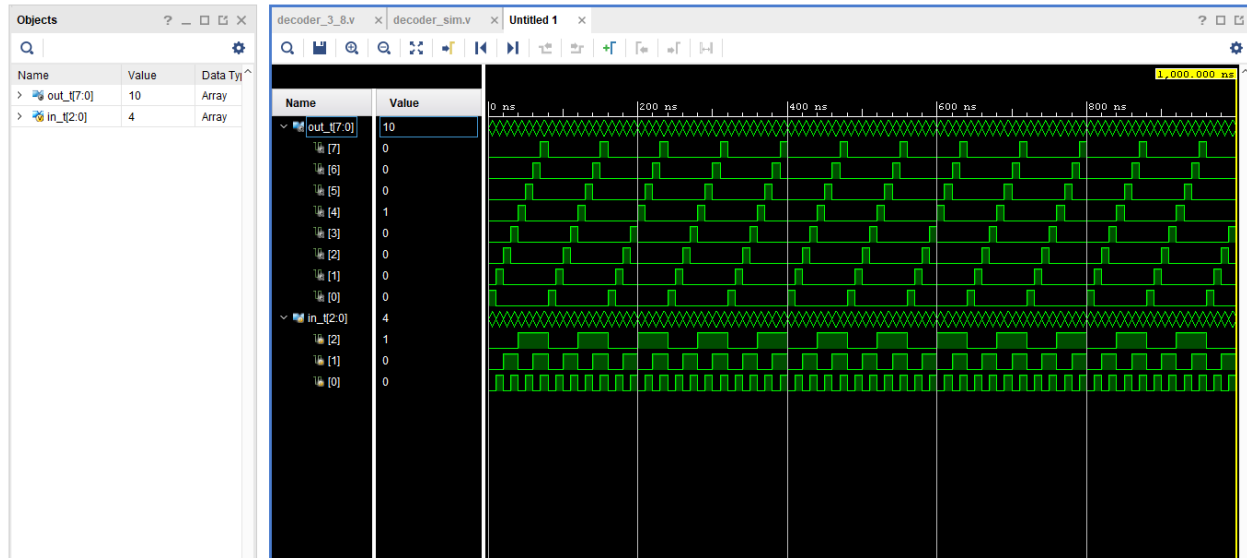 Objects
Name Value Data Ty
out_t[7:0] 10 Array
in_t[2:0] 4 Array
decoder_3_8.v × decoder_sim.v × Untitled 1 ×
1,000.000 ns
Name Value
0 ns 200 ns 400 ns 600 ns 800 ns
out_t[7:0] 10
[7] 0
[6] 0
[5] 0
[4] 1
[3] 0
[2] 0
[1] 0
[0] 0
in_t[2:0] 4
[2] 1
[1] 0
[0] 0